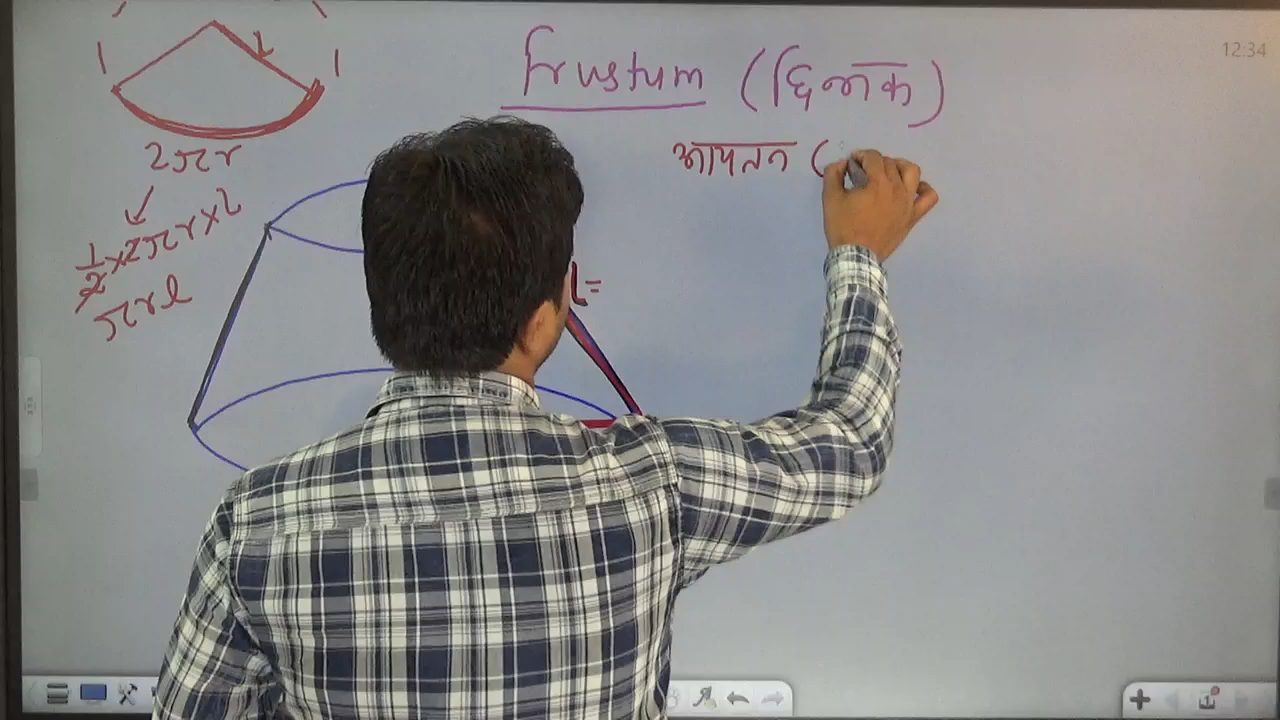 12:34
frustum (छिन्नक)
आयतन (
l
2πr
1/2 × 2πr × l
πrl
l=